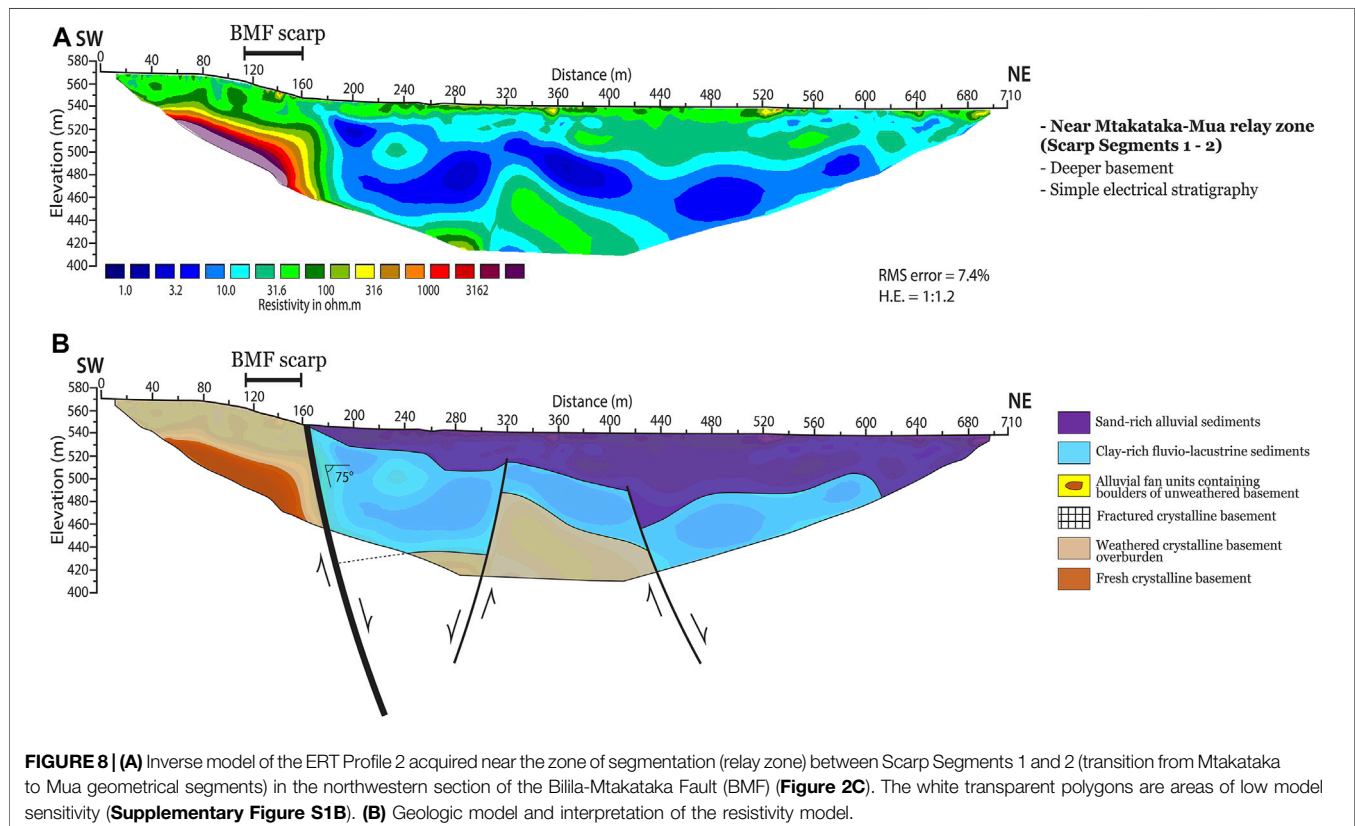 A
SW
BMF scarp
NE
Distance (m)
0 40 80 120 160 200 240 280 320 360 400 440 480 520 560 600 640 680 710
Elevation (m)
580
560
540
520
500
480
460
440
420
400
- Near Mtakataka-Mua relay zone
(Scarp Segments 1 - 2)
- Deeper basement
- Simple electrical stratigraphy
1.0 3.2 10.0 31.6 100 316 1000 3162
Resistivity in ohm.m
RMS error = 7.4%
H.E. = 1:1.2
B
SW
BMF scarp
NE
Distance (m)
0 40 80 120 160 200 240 280 320 360 400 440 480 520 560 600 640 680 710
Elevation (m)
580
560
540
520
500
480
460
440
420
400
75°
Sand-rich alluvial sediments
Clay-rich fluvio-lacustrine sediments
Alluvial fan units containing
boulders of unweathered basement
Fractured crystalline basement
Weathered crystalline basement
overburden
Fresh crystalline basement
FIGURE 8 | (A) Inverse model of the ERT Profile 2 acquired near the zone of segmentation (relay zone) between Scarp Segments 1 and 2 (transition from Mtakataka
to Mua geometrical segments) in the northwestern section of the Bilila-Mtakataka Fault (BMF) (Figure 2C). The white transparent polygons are areas of low model
sensitivity (Supplementary Figure S1B). (B) Geologic model and interpretation of the resistivity model.